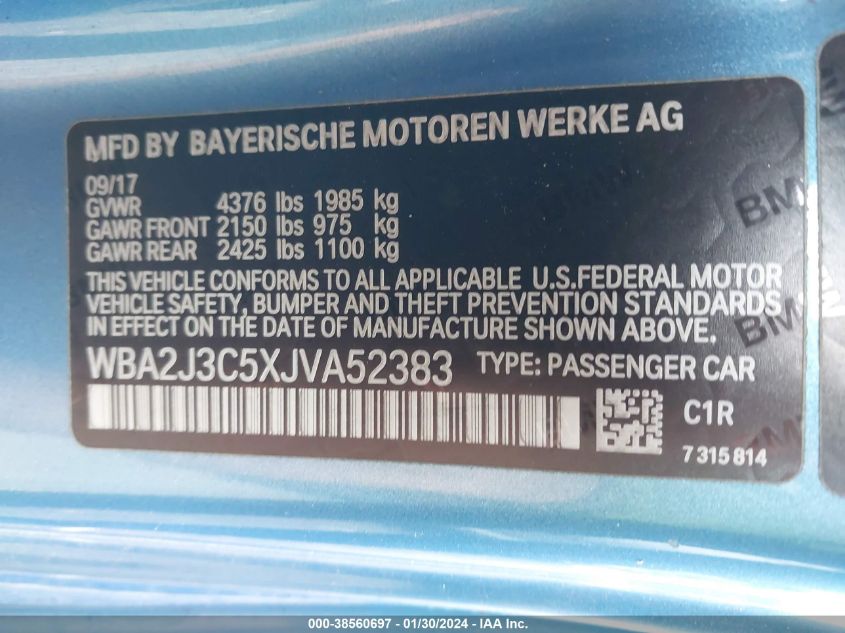 MFD BY BAYERISCHE MOTOREN WERKE AG
09/17
GVWR 4376 lbs 1985 kg
GAWR FRONT 2150 lbs 975 kg
GAWR REAR 2425 lbs 1100 kg
THIS VEHICLE CONFORMS TO ALL APPLICABLE U.S.FEDERAL MOTOR
VEHICLE SAFETY, BUMPER AND THEFT PREVENTION STANDARDS
IN EFFECT ON THE DATE OF MANUFACTURE SHOWN ABOVE.
WBA2J3C5XJVA52383 TYPE: PASSENGER CAR
C1R
7 315 814
BMW
000-38560697 - 01/30/2024 - IAA Inc.